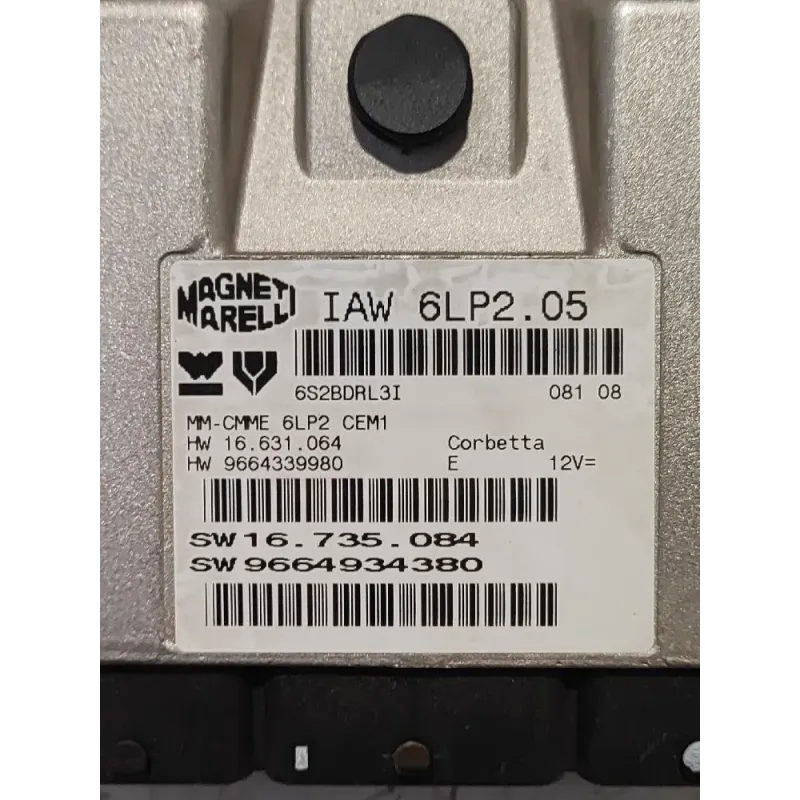 MAGNETI
MARELLI
IAW 6LP2.05
6S2BDRL3I 081 08
MM-CMME 6LP2 CEM1
HW 16.631.064 Corbetta
HW 9664339980 E 12V=
SW16.735.084
SW9664934380